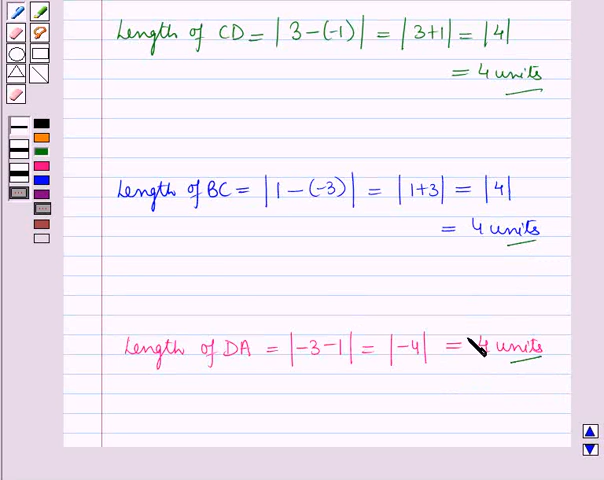 Length of CD = |3-(-1)| = |3+1| = |4|
= 4 units
Length of BC = |1-(-3)| = |1+3| = |4|
= 4 units
Length of DA = |-3-1| = |-4| = 4 units